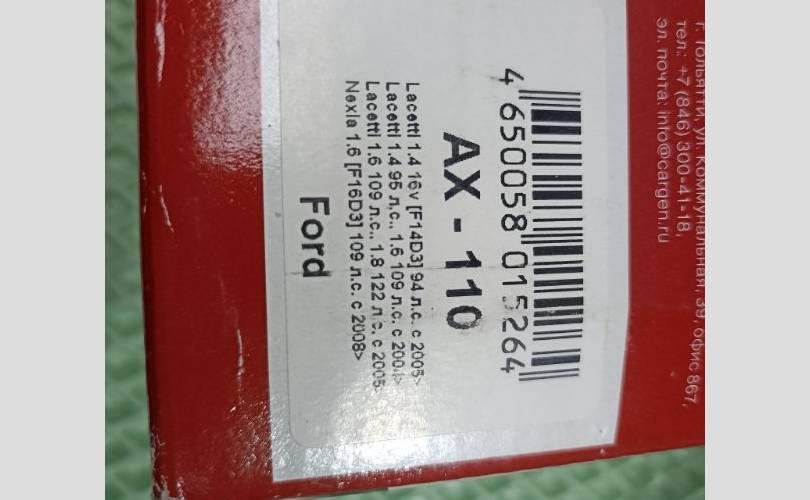 г. Тольятти, ул. Коммунальная, 39, офис 867,
тел.: +7 (846) 300-41-18,
эл. почта: info@cargen.ru
4 650058 015264
AX - 110
Lacetti 1.4 16v [F14D3] 94 л.с. с 2005>
Lacetti 1.4 95 л.с., 1.6 109 л.с. с 2004>
Lacetti 1.6 109 л.с., 1.8 122 л.с. с 2005>
Nexia 1.6 [F16D3] 109 л.с. с 2008>
Ford